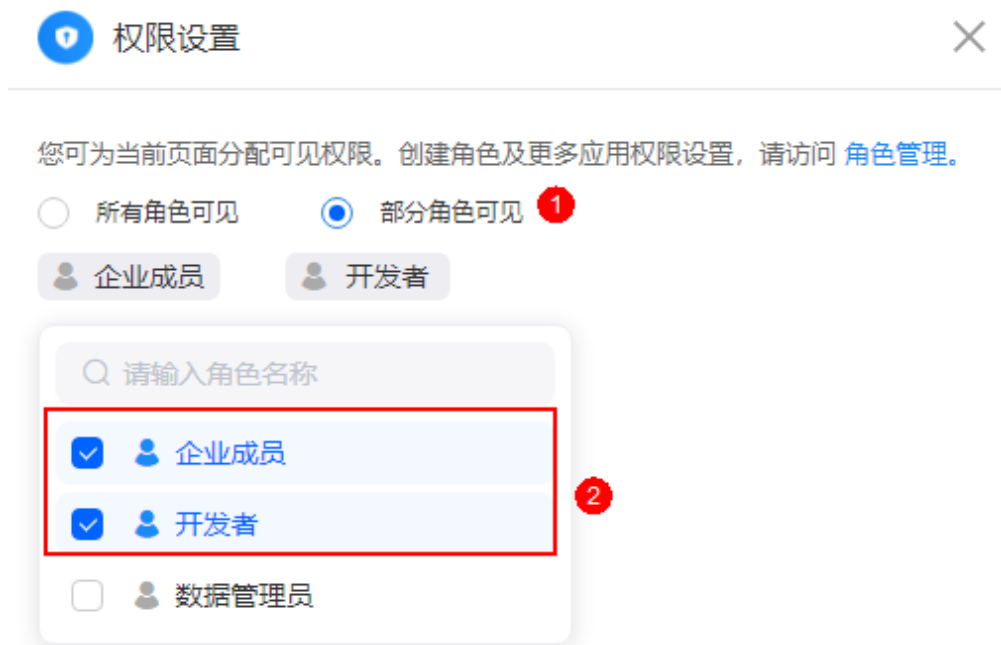 权限设置
您可为当前页面分配可见权限。创建角色及更多应用权限设置，请访问 角色管理。
所有角色可见 部分角色可见 1
企业成员 开发者
请输入角色名称
企业成员
2
开发者
数据管理员